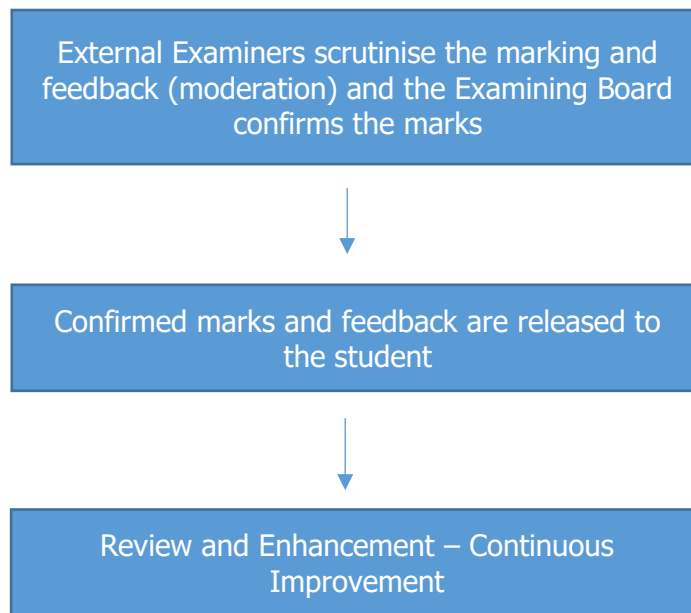 External Examiners scrutinise the marking and
feedback (moderation) and the Examining Board
confirms the marks
Confirmed marks and feedback are released to
the student
Review and Enhancement – Continuous
Improvement